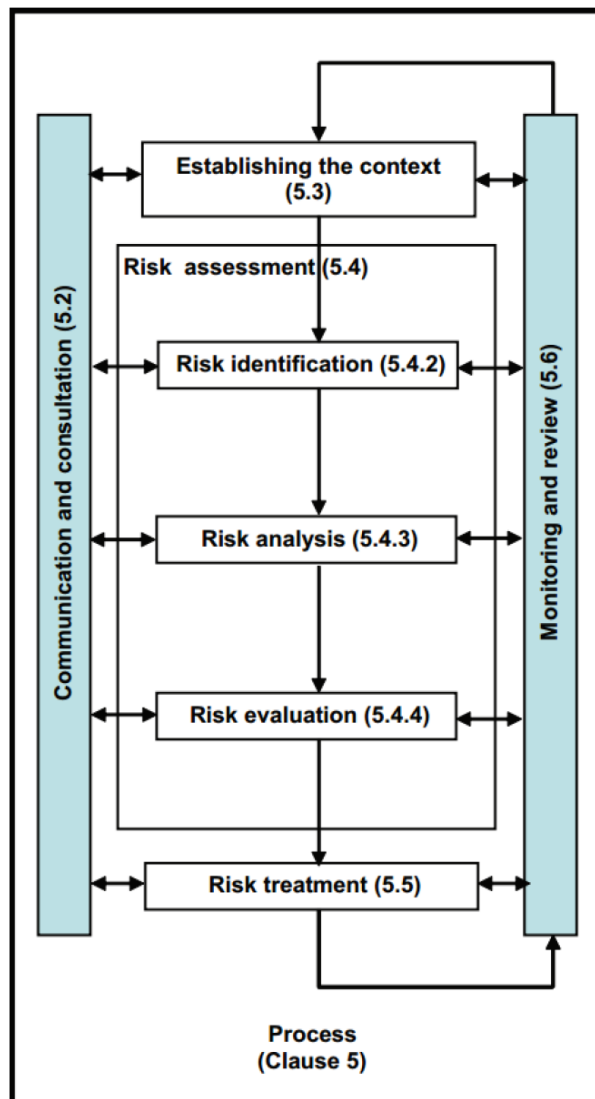 Establishing the context
(5.3)
Risk assessment (5.4)
Communication and consultation (5.2)
Risk identification (5.4.2)
Monitoring and review (5.6)
Risk analysis (5.4.3)
Risk evaluation (5.4.4)
Risk treatment (5.5)
Process
(Clause 5)